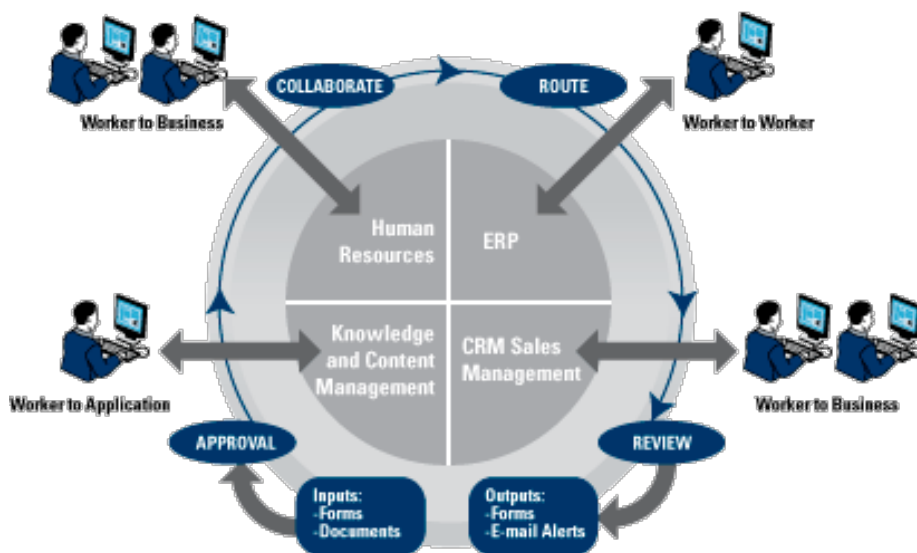 COLLABORATE
ROUTE
Worker to Business
Worker to Worker
Human
Resources
ERP
Knowledge
and Content
Management
CRM Sales
Management
Worker to Application
Worker to Business
APPROVAL
REVIEW
Inputs:
-Forms
-Documents
Outputs:
-Forms
-E-mail Alerts